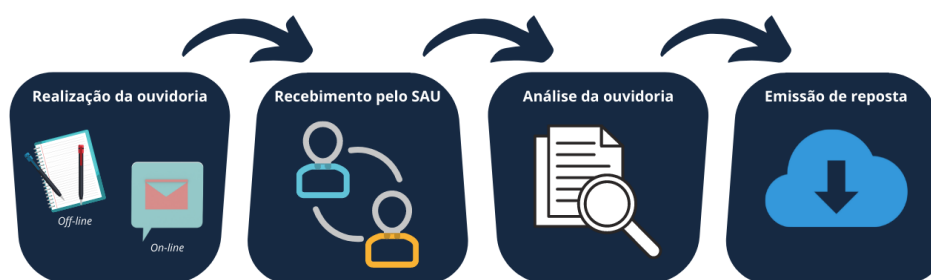 Realização da ouvidoria
Recebimento pelo SAU
Análise da ouvidoria
Emissão de reposta
Off-line
On-line